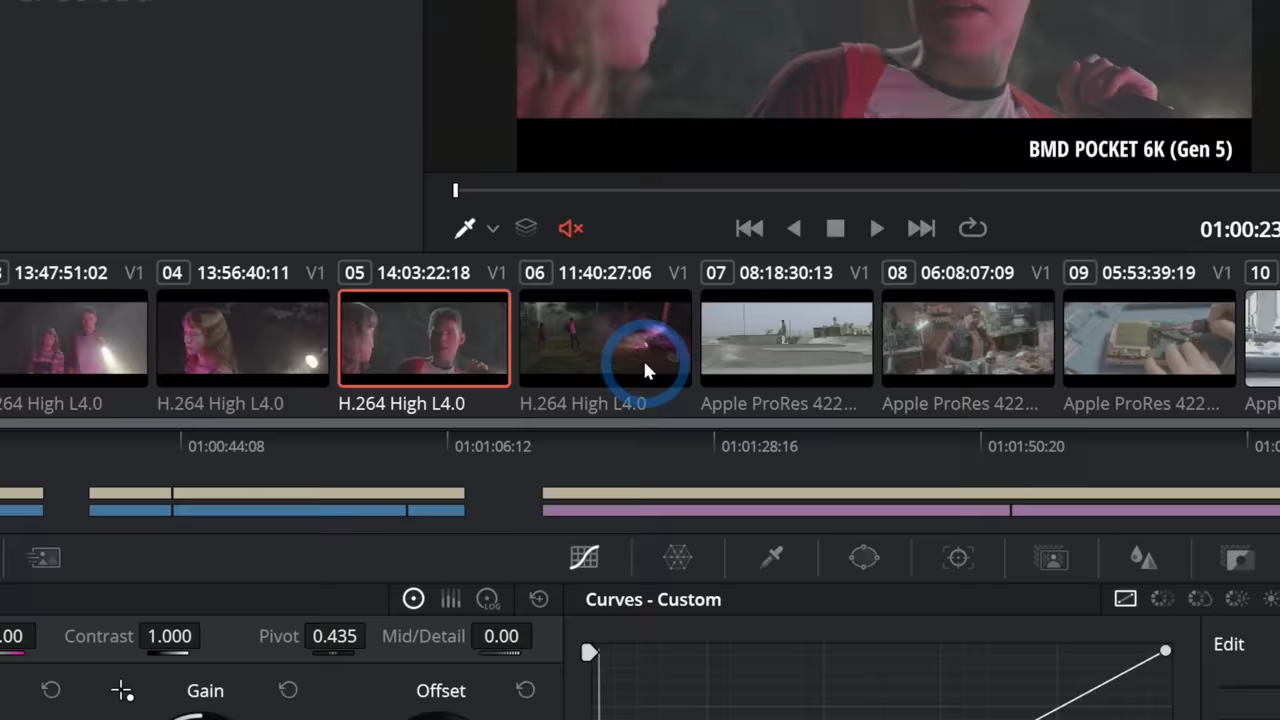 BMD POCKET 6K (Gen 5)
01:00:23
13:47:51:02 V1 04 13:56:40:11 V1 05 14:03:22:18 V1 06 11:40:27:06 V1 07 08:18:30:13 V1 08 06:08:07:09 V1 09 05:53:39:19 V1 10
64 High L4.0 H.264 High L4.0 H.264 High L4.0 H.264 High L4.0 Apple ProRes 422... Apple ProRes 422... Apple ProRes 422... Appl
01:00:44:08 01:01:06:12 01:01:28:16 01:01:50:20 01:0
LOG Curves - Custom
.00 Contrast 1.000 Pivot 0.435 Mid/Detail 0.00 Edit
Gain Offset